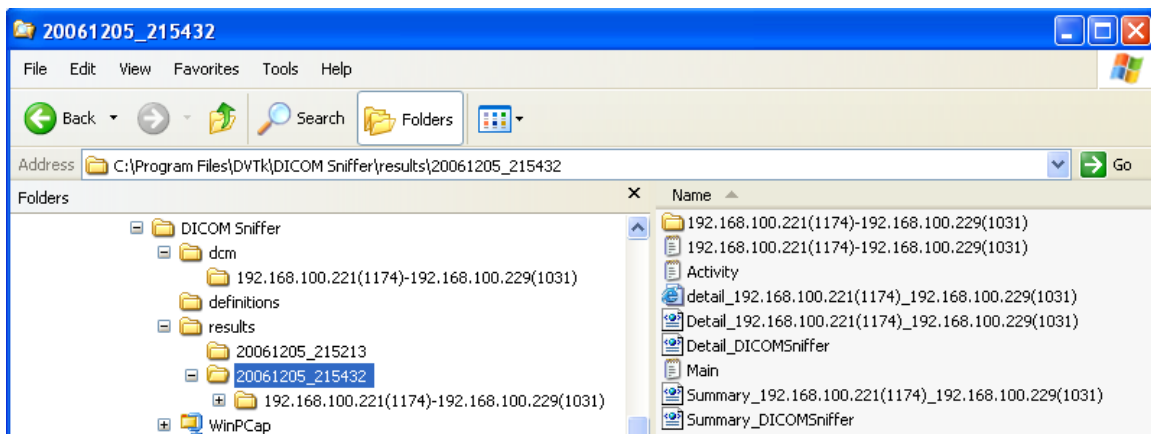 20061205_215432
File Edit View Favorites Tools Help
Back Search Folders
Address C:\Program Files\DVTk\DICOM Sniffer\results\20061205_215432 Go
Folders
DICOM Sniffer
dcm
192.168.100.221(1174)-192.168.100.229(1031)
definitions
results
20061205_215213
20061205_215432
192.168.100.221(1174)-192.168.100.229(1031)
WinPCap
Name
192.168.100.221(1174)-192.168.100.229(1031)
192.168.100.221(1174)-192.168.100.229(1031)
Activity
detail_192.168.100.221(1174)_192.168.100.229(1031)
Detail_192.168.100.221(1174)_192.168.100.229(1031)
Detail_DICOMSniffer
Main
Summary_192.168.100.221(1174)_192.168.100.229(1031)
Summary_DICOMSniffer